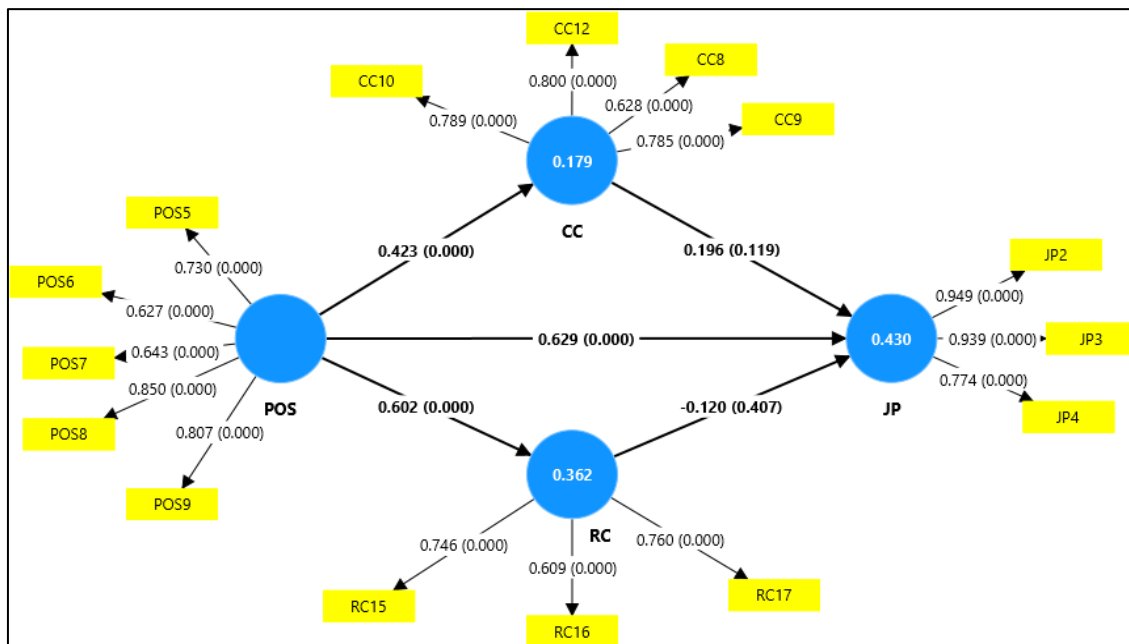 CC12
CC10
CC8
CC9
0.800 (0.000)
0.789 (0.000)
0.628 (0.000)
0.785 (0.000)
0.179
CC
POS5
POS6
POS7
POS8
POS9
0.730 (0.000)
0.627 (0.000)
0.643 (0.000)
0.850 (0.000)
0.807 (0.000)
POS
0.423 (0.000)
0.196 (0.119)
0.629 (0.000)
0.602 (0.000)
-0.120 (0.407)
0.430
JP
JP2
JP3
JP4
0.949 (0.000)
0.939 (0.000)
0.774 (0.000)
0.362
RC
0.746 (0.000)
0.609 (0.000)
0.760 (0.000)
RC15
RC16
RC17